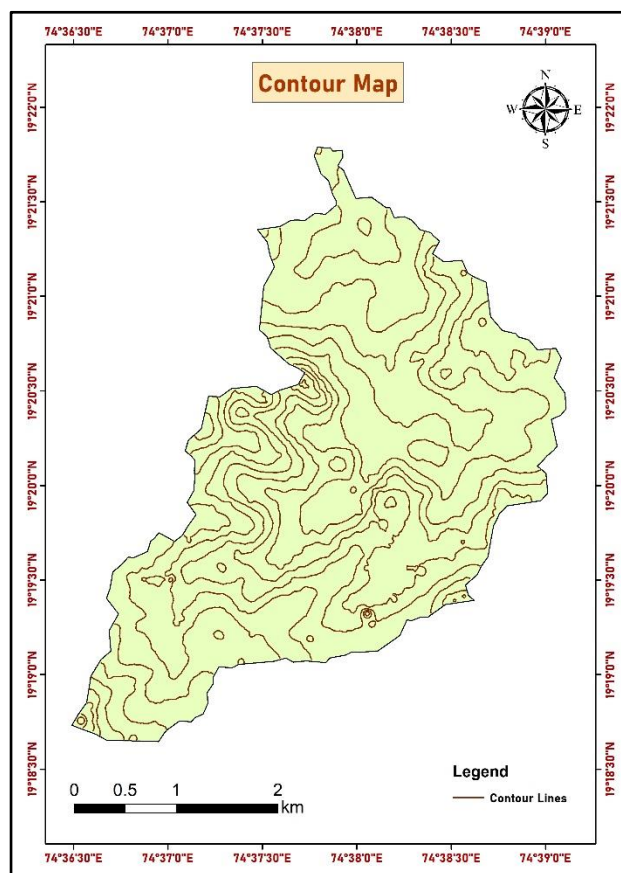 74°36'30"E 74°37'0"E 74°37'30"E 74°38'0"E 74°38'30"E 74°39'0"E
Contour Map
N
W E
S
19°22'0"N 19°22'0"N
19°21'30"N 19°21'30"N
19°21'0"N 19°21'0"N
19°20'30"N 19°20'30"N
19°20'0"N 19°20'0"N
19°19'30"N 19°19'30"N
19°19'0"N 19°19'0"N
19°18'30"N 19°18'30"N
0 0.5 1 2
km
Legend
Contour Lines
74°36'30"E 74°37'0"E 74°37'30"E 74°38'0"E 74°38'30"E 74°39'0"E